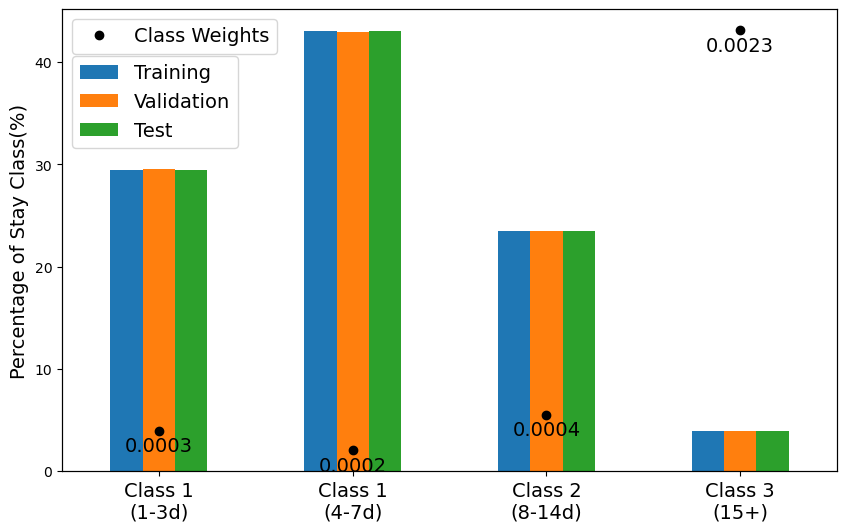 Class Weights
Training
Validation
Test
Percentage of Stay Class(%)
40
30
20
10
0
0.0003
0.0002
0.0004
0.0023
Class 1
(1-3d)
Class 1
(4-7d)
Class 2
(8-14d)
Class 3
(15+)